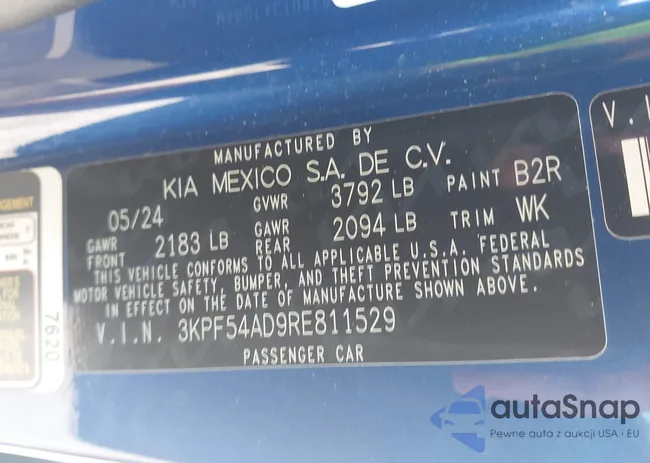 MANUFACTURED BY
KIA MEXICO S.A. DE C.V.
05/24 GVWR 3792 LB PAINT B2R
GAWR FRONT 2183 LB GAWR REAR 2094 LB TRIM WK
THIS VEHICLE CONFORMS TO ALL APPLICABLE U.S.A. FEDERAL
MOTOR VEHICLE SAFETY, BUMPER, AND THEFT PREVENTION STANDARDS
IN EFFECT ON THE DATE OF MANUFACTURE SHOWN ABOVE.
V.I.N. 3KPF54AD9RE811529
PASSENGER CAR
7620
V.I
autaSnap
Pewne auta z aukcji USA i EU